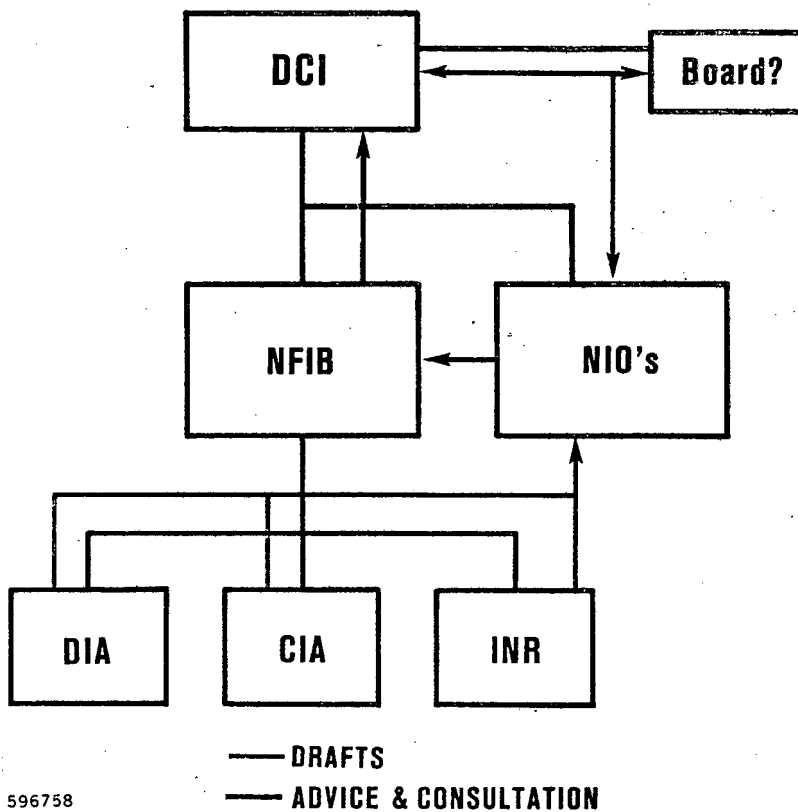 DCI
Board?
NFIB
NIO's
DIA
CIA
INR
DRAFTS
ADVICE & CONSULTATION
596758